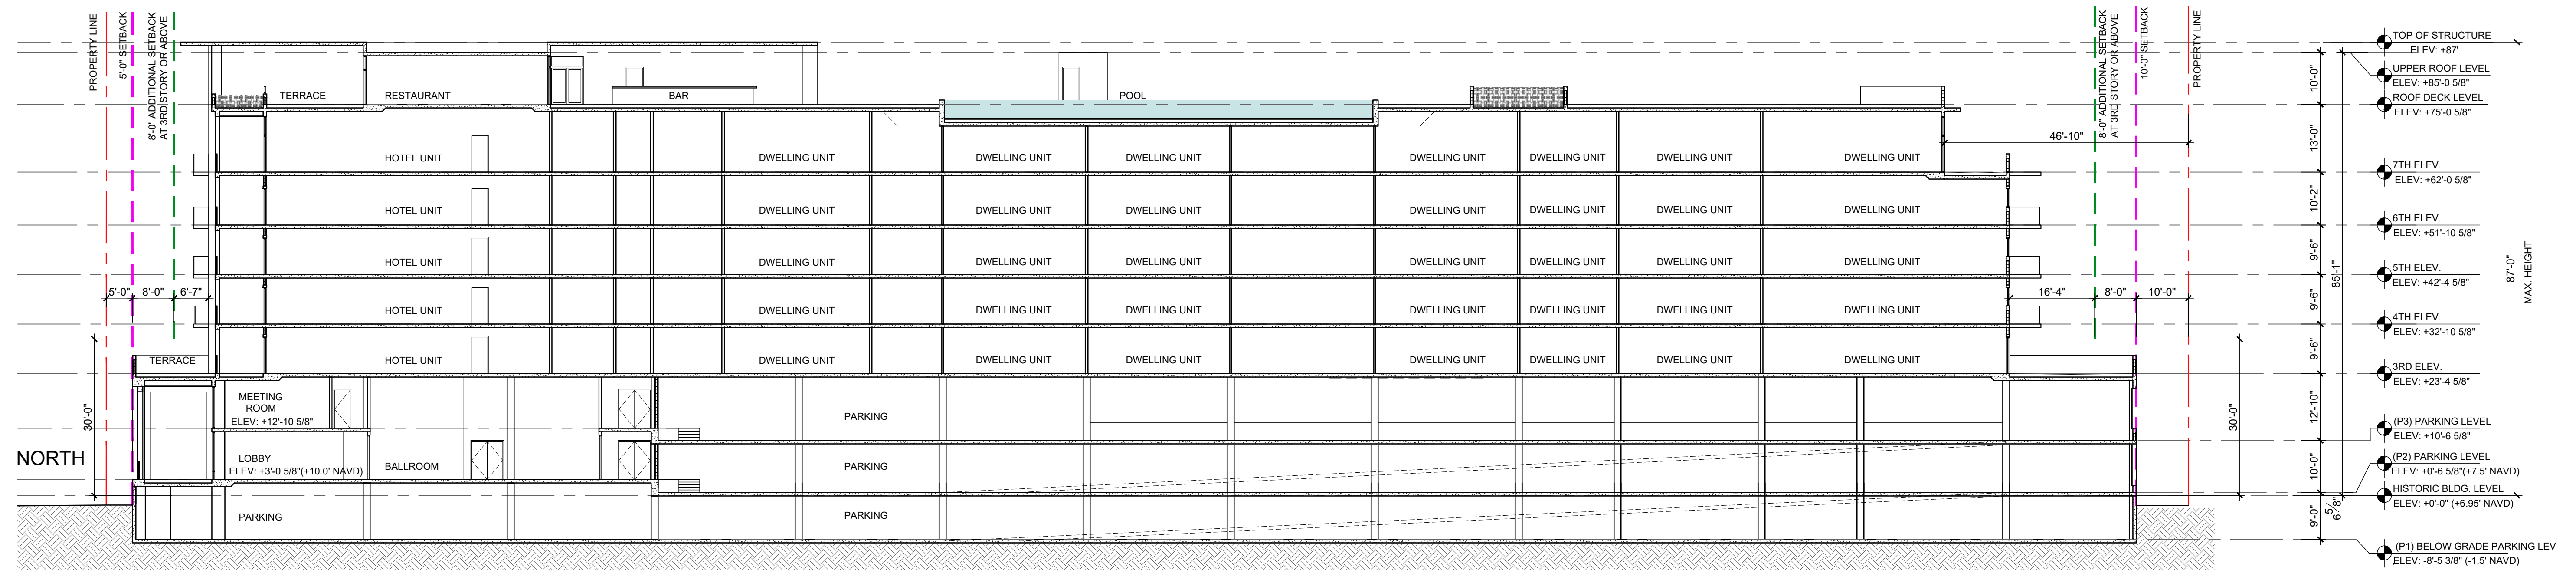 PROPERTY LINE
5'-0" SETBACK
8'-0" ADDITIONAL SETBACK
AT 3RD STORY OR ABOVE
8'-0" ADDITIONAL SETBACK
AT 3RD STORY OR ABOVE
10'-0" SETBACK
PROPERTY LINE
TERRACE
RESTAURANT
BAR
POOL
HOTEL UNIT
DWELLING UNIT
DWELLING UNIT
DWELLING UNIT
DWELLING UNIT
DWELLING UNIT
DWELLING UNIT
DWELLING UNIT
HOTEL UNIT
DWELLING UNIT
DWELLING UNIT
DWELLING UNIT
DWELLING UNIT
DWELLING UNIT
DWELLING UNIT
DWELLING UNIT
HOTEL UNIT
DWELLING UNIT
DWELLING UNIT
DWELLING UNIT
DWELLING UNIT
DWELLING UNIT
DWELLING UNIT
DWELLING UNIT
5'-0"
8'-0"
6'-7"
HOTEL UNIT
DWELLING UNIT
DWELLING UNIT
DWELLING UNIT
DWELLING UNIT
DWELLING UNIT
DWELLING UNIT
DWELLING UNIT
TERRACE
HOTEL UNIT
DWELLING UNIT
DWELLING UNIT
DWELLING UNIT
DWELLING UNIT
DWELLING UNIT
DWELLING UNIT
DWELLING UNIT
46'-10"
16'-4"
8'-0"
10'-0"
30'-0"
MEETING
ROOM
ELEV: +12'-10 5/8"
PARKING
NORTH
LOBBY
ELEV: +3'-0 5/8"(+10.0' NAVD)
BALLROOM
PARKING
PARKING
PARKING
30'-0"
10'-0"
13'-0"
10'-2"
9'-6"
9'-6"
9'-6"
12'-10"
10'-0"
6 5/8"
9'-0"
85'-1"
87'-0"
MAX. HEIGHT
TOP OF STRUCTURE
ELEV: +87'
UPPER ROOF LEVEL
ELEV: +85'-0 5/8"
ROOF DECK LEVEL
ELEV: +75'-0 5/8"
7TH ELEV.
ELEV: +62'-0 5/8"
6TH ELEV.
ELEV: +51'-10 5/8"
5TH ELEV.
ELEV: +42'-4 5/8"
4TH ELEV.
ELEV: +32'-10 5/8"
3RD ELEV.
ELEV: +23'-4 5/8"
(P3) PARKING LEVEL
ELEV: +10'-6 5/8"
(P2) PARKING LEVEL
ELEV: +0'-6 5/8"(+7.5' NAVD)
HISTORIC BLDG. LEVEL
ELEV: +0'-0" (+6.95' NAVD)
(P1) BELOW GRADE PARKING LEV
ELEV: -8'-5 3/8" (-1.5' NAVD)